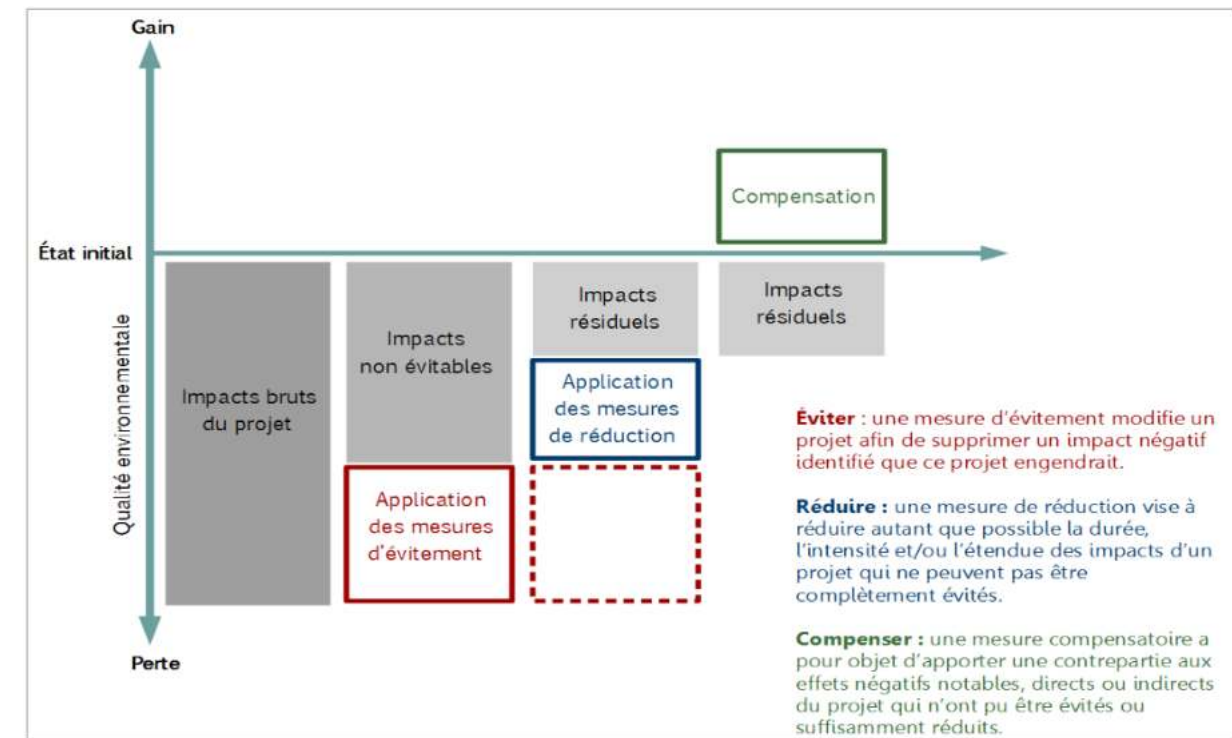 Gain
Compensation
État initial
Qualité environnementale
Impacts bruts
du projet
Impacts
non évitables
Application
des mesures
d'évitement
Impacts
résiduels
Application
des mesures
de réduction
Impacts
résiduels
Perte
Éviter : une mesure d'évitement modifie un
projet afin de supprimer un impact négatif
identifié que ce projet engendrait.
Réduire : une mesure de réduction vise à
réduire autant que possible la durée,
l'intensité et/ou l'étendue des impacts d'un
projet qui ne peuvent pas être
complètement évités.
Compenser : une mesure compensatoire a
pour objet d'apporter une contrepartie aux
effets négatifs notables, directs ou indirects
du projet qui n'ont pu être évités ou
suffisamment réduits.